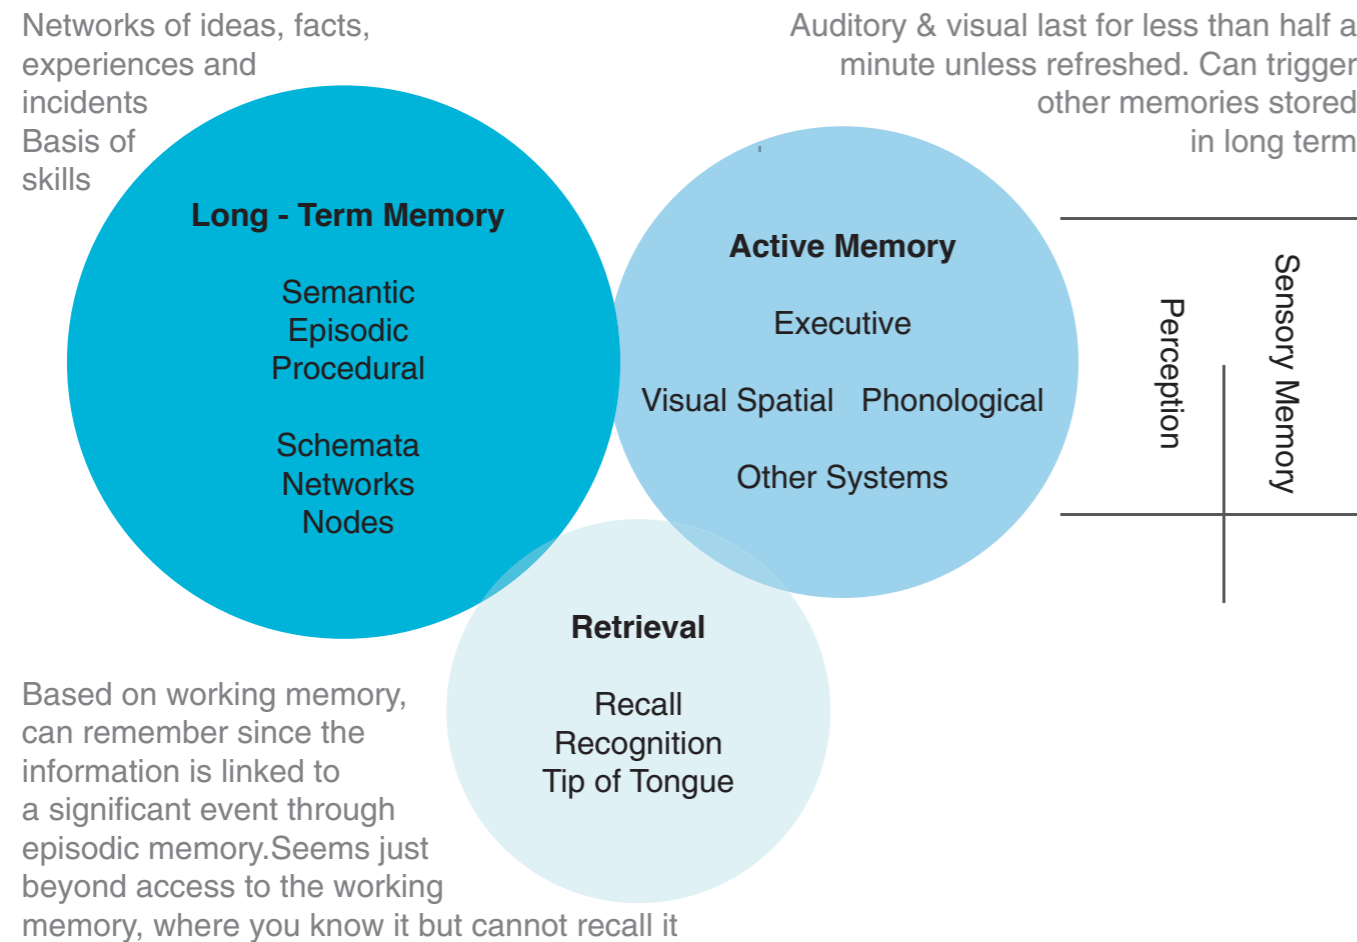 Networks of ideas, facts,
experiences and
incidents
Basis of
skills
Auditory & visual last for less than half a
minute unless refreshed. Can trigger
other memories stored
in long term
Long - Term Memory
Semantic
Episodic
Procedural
Schemata
Networks
Nodes
Active Memory
Executive
Visual Spatial Phonological
Other Systems
Perception
Sensory Memory
Retrieval
Recall
Recognition
Tip of Tongue
Based on working memory,
can remember since the
information is linked to
a significant event through
episodic memory.Seems just
beyond access to the working
memory, where you know it but cannot recall it